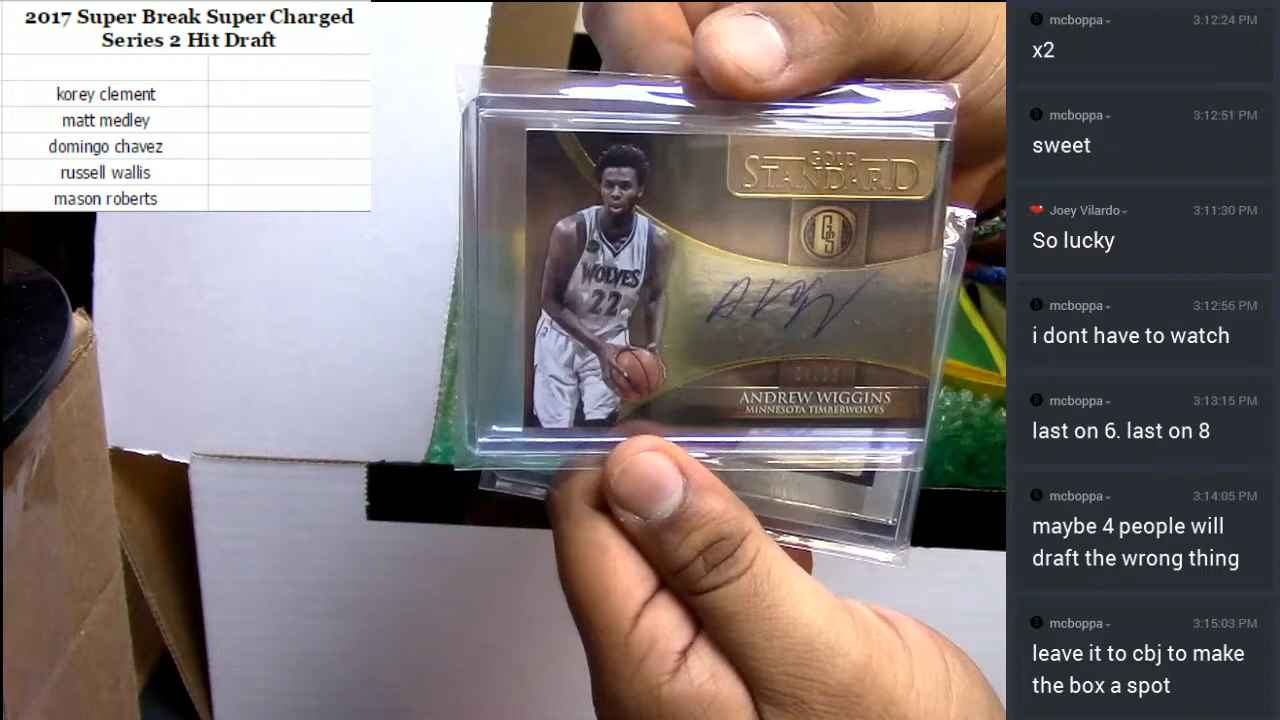 2017 Super Break Super Charged
Series 2 Hit Draft
korey clement
matt medley
domingo chavez
russell wallis
mason roberts
GOLD
STANDARD
GS
WOLVES
22
ANDREW WIGGINS
MINNESOTA TIMBERWOLVES
mcboppa 3:12:24 PM
x2
mcboppa 3:12:51 PM
sweet
Joey Vilardo 3:11:30 PM
So lucky
mcboppa 3:12:56 PM
i dont have to watch
mcboppa 3:13:15 PM
last on 6. last on 8
mcboppa 3:14:05 PM
maybe 4 people will
draft the wrong thing
mcboppa 3:15:03 PM
leave it to cbj to make
the box a spot